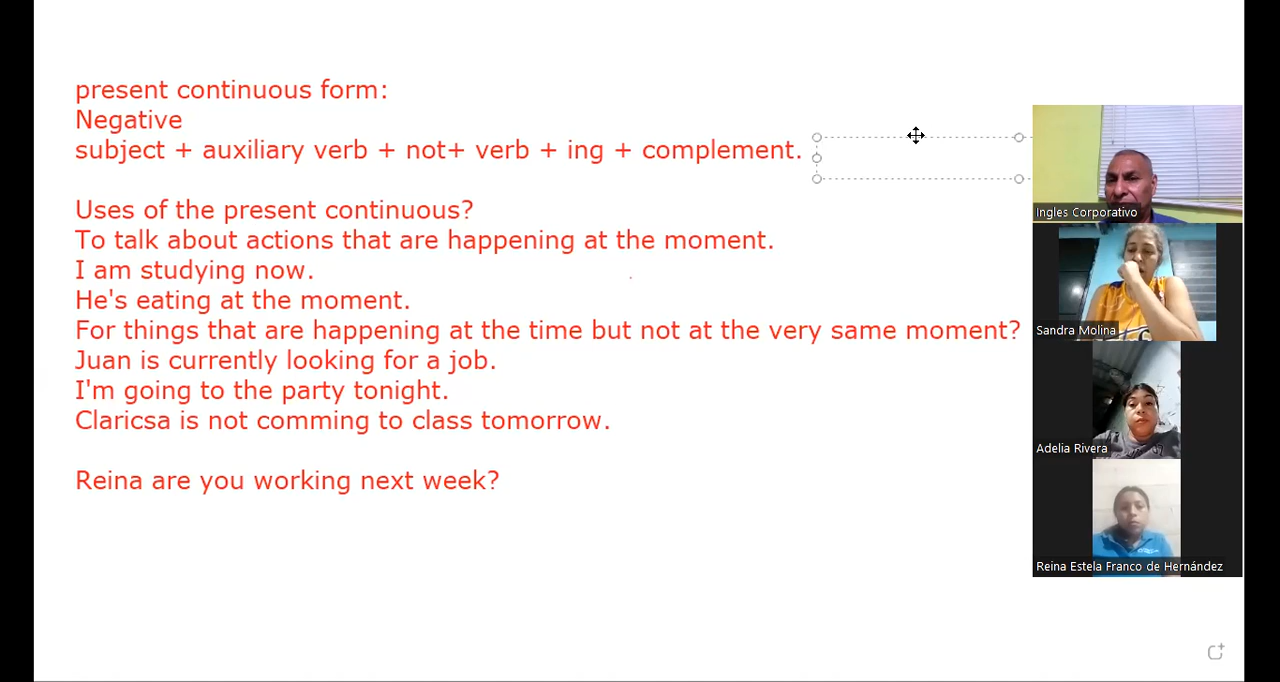 present continuous form:
Negative
subject + auxiliary verb + not+ verb + ing + complement.
Uses of the present continuous?
To talk about actions that are happening at the moment.
I am studying now.
He's eating at the moment.
For things that are happening at the time but not at the very same moment?
Juan is currently looking for a job.
I'm going to the party tonight.
Claricsa is not comming to class tomorrow.
Reina are you working next week?
Ingles Corporativo
Sandra Molina
Adelia Rivera
Reina Estela Franco de Hernández